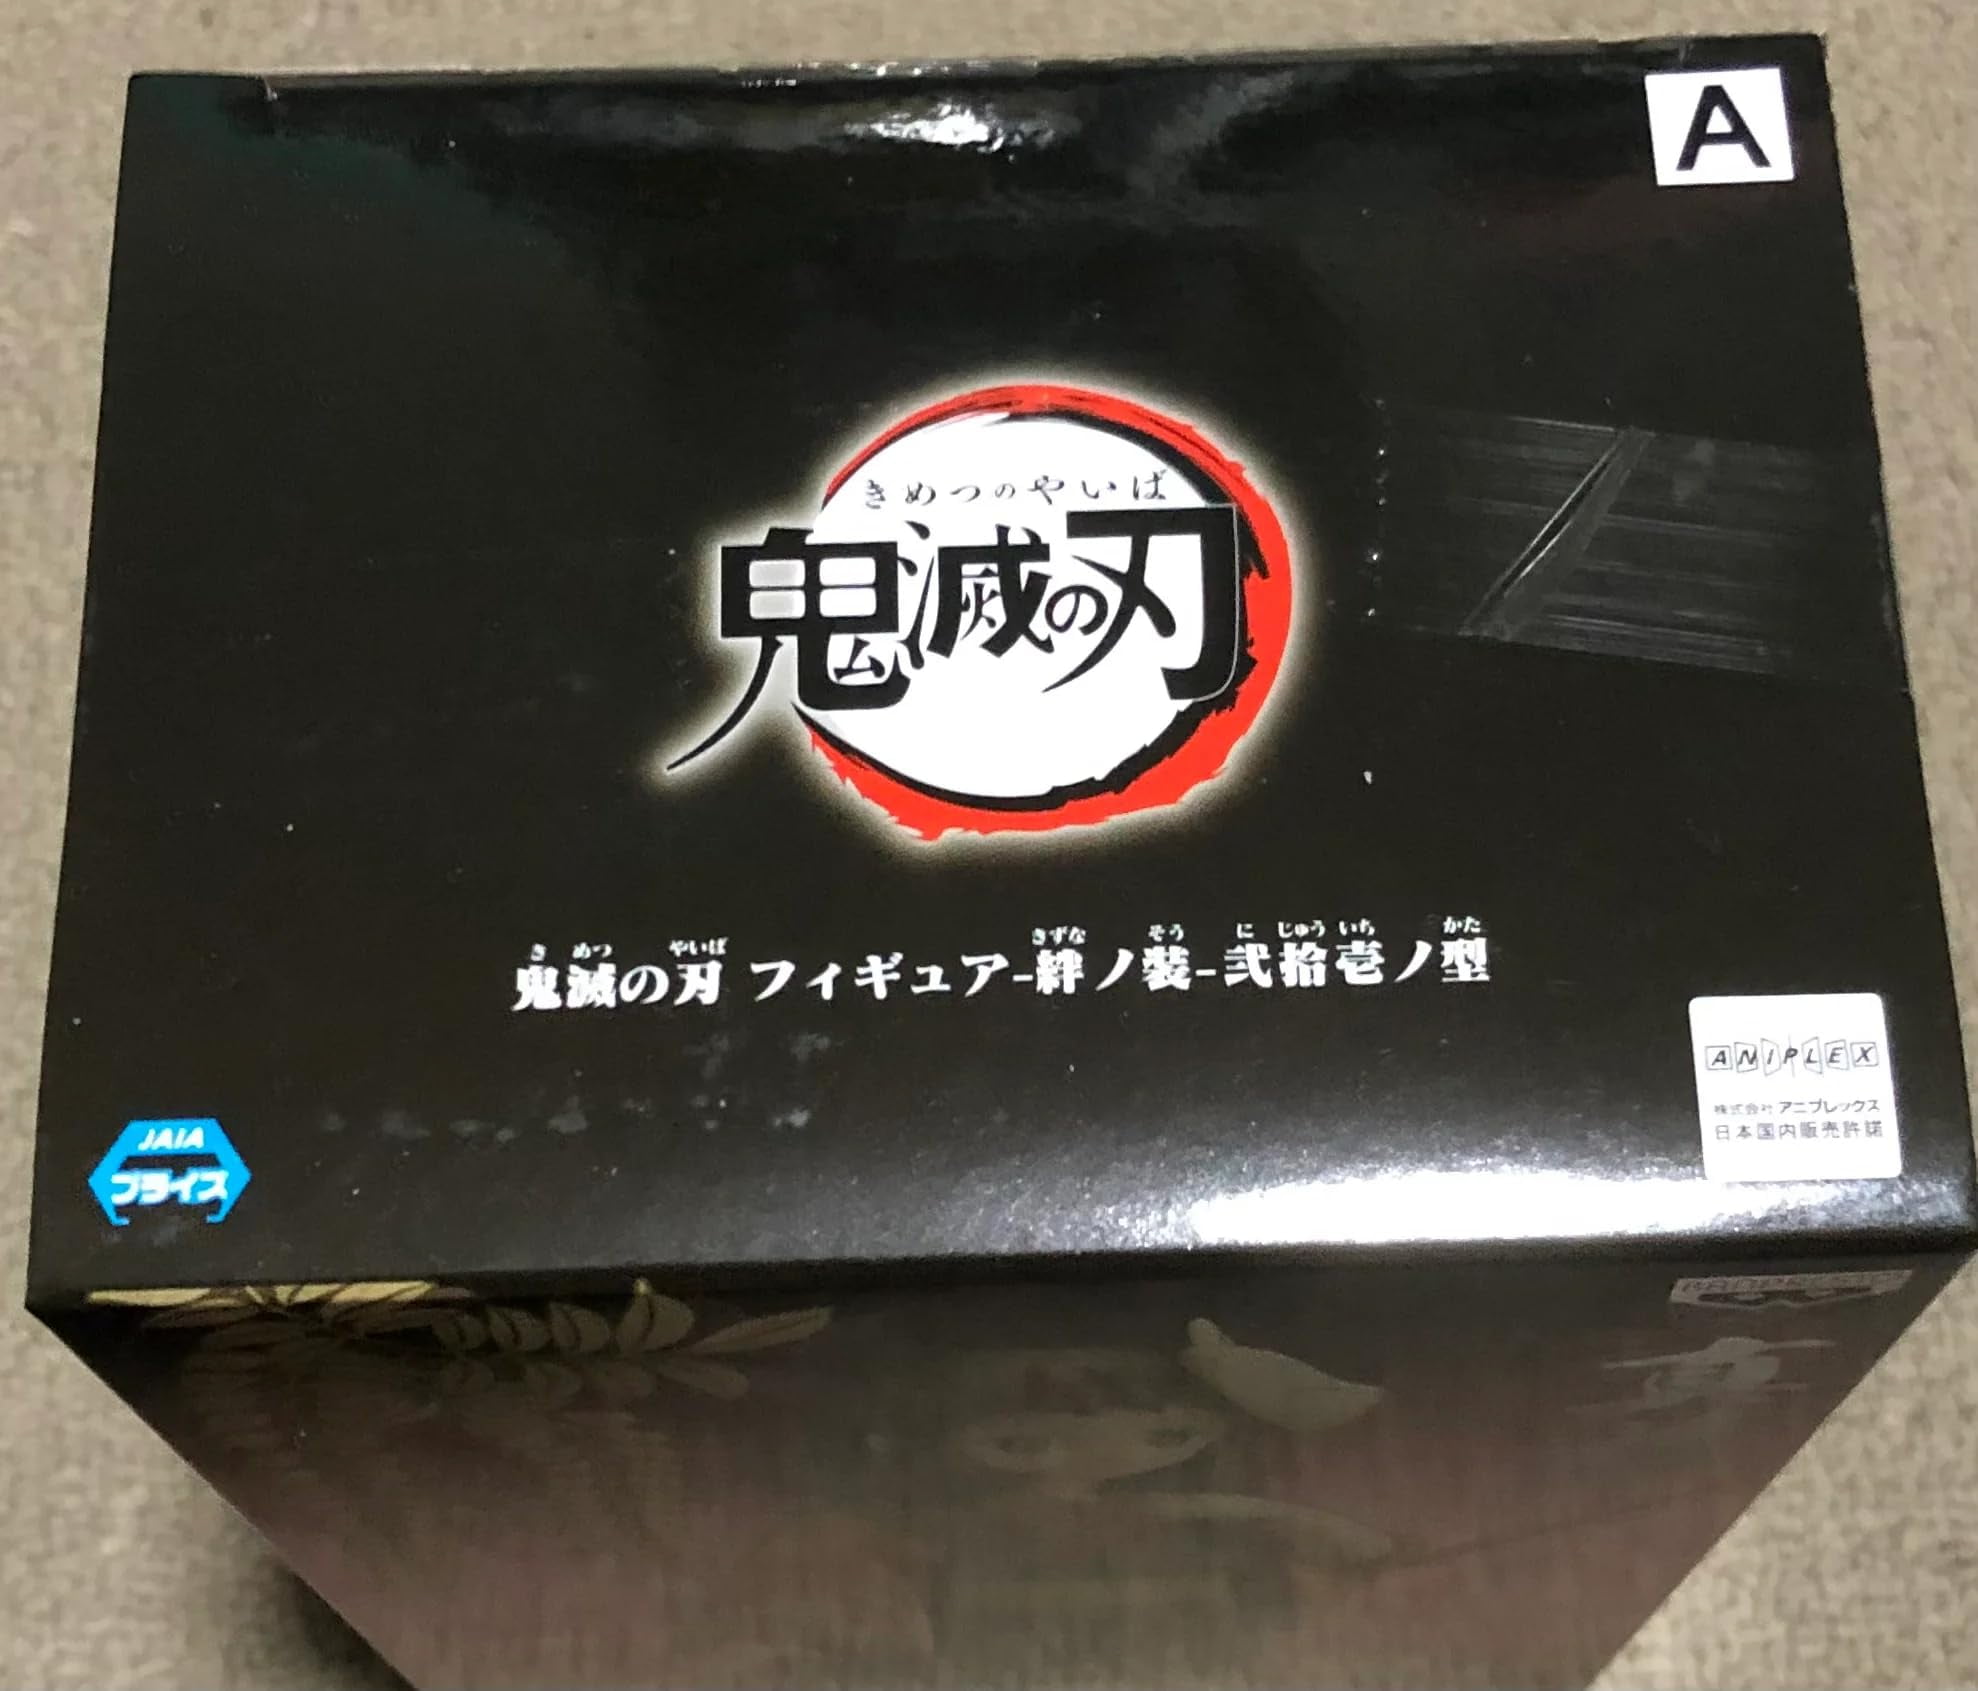 A
きめつのやいば
鬼滅の刃
き めつ やいば きずな そう に じゅう いち かた
鬼滅の刃 フィギュア-絆ノ装-弐拾壱ノ型
ANIPLEX
株式会社アニプレックス
日本国内販売許諾
JAIA
プライズ